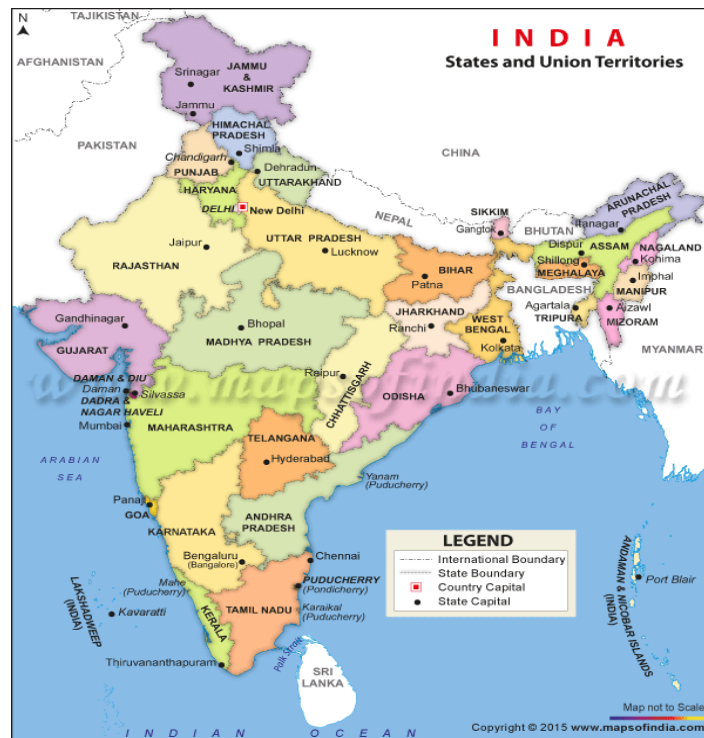 N
TAJIKISTAN
INDIA
States and Union Territories
AFGHANISTAN
JAMMU
&
KASHMIR
Srinagar
Jammu
PAKISTAN
HIMACHAL
PRADESH
Shimla
Chandigarh
PUNJAB
Dehradun
UTTARAKHAND
HARYANA
DELHI
New Delhi
CHINA
NEPAL
SIKKIM
Gangtok
BHUTAN
ARUNACHAL
PRADESH
Itanagar
Dispur
ASSAM
NAGALAND
Kohima
Shillong
MEGHALAYA
Imphal
MANIPUR
BANGLADESH
Agartala
TRIPURA
Aizawl
MIZORAM
MYANMAR
Jaipur
RAJASTHAN
UTTAR PRADESH
Lucknow
BIHAR
Patna
JHARKHAND
Ranchi
WEST
BENGAL
Kolkata
Gandhinagar
GUJARAT
Bhopal
MADHYA PRADESH
Raipur
CHHATTISGARH
ODISHA
Bhubaneswar
www.mapsofindia.com
DAMAN & DIU
Daman
Silvassa
DADRA &
NAGAR HAVELI
Mumbai
MAHARASHTRA
TELANGANA
Hyderabad
BAY
OF
BENGAL
ARABIAN
SEA
Yanam
(Puducherry)
Panaji
GOA
KARNATAKA
ANDHRA
PRADESH
Bengaluru
(Bangalore)
Chennai
Mahe
(Puducherry)
PUDUCHERRY
(Pondicherry)
TAMIL NADU
Karaikal
(Puducherry)
KERALA
LAKSHADWEEP
(INDIA)
Kavaratti
Thiruvananthapuram
Palk Strait
SRI
LANKA
LEGEND
International Boundary
State Boundary
Country Capital
State Capital
ANDAMAN & NICOBAR ISLANDS
(INDIA)
Port Blair
Map not to Scale
INDIAN OCEAN
Copyright © 2015 www.mapsofindia.com